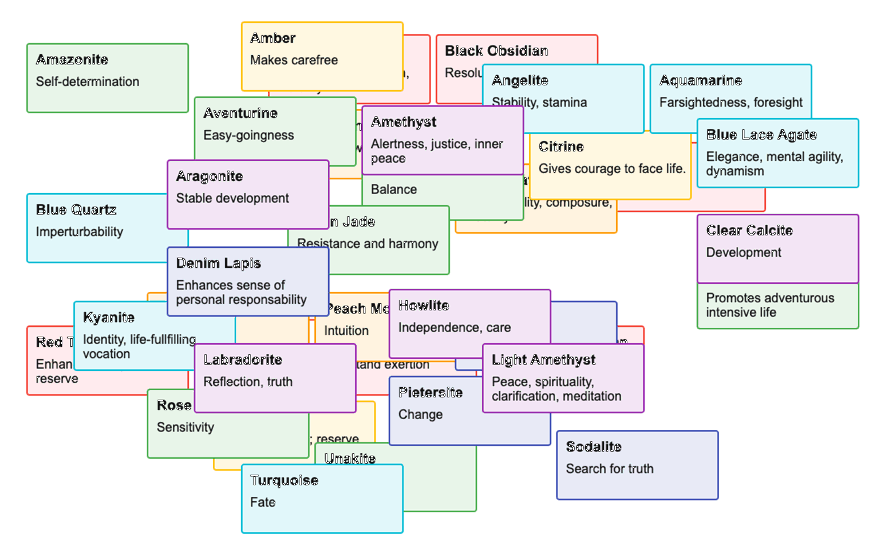 Amber
Makes carefree
Black Obsidian
Amazonite
Self-determination
Angelite
Stability, stamina
Aquamarine
Farsightedness, foresight
Aventurine
Easy-goingness
Amethyst
Alertness, justice, inner
peace
Citrine
Gives courage to face life.
Blue Lace Agate
Elegance, mental agility,
dynamism
Aragonite
Stable development
Balance
composure,
Blue Quartz
Imperturbability
Jade
Resistance and harmony
Clear Calcite
Development
Promotes adventurous
intensive life
Denim Lapis
Enhances sense of
personal responsability
Kyanite
Identity, life-fullfilling
vocation
Peach
Intuition
Howlite
Independence, care
Red
reserve
and exertion
Labradorite
Reflection, truth
Light Amethyst
Peace, spirituality,
clarification, meditation
Rose
Sensitivity
reserve
Pietersite
Change
Sodalite
Search for truth
Unakite
Turquoise
Fate